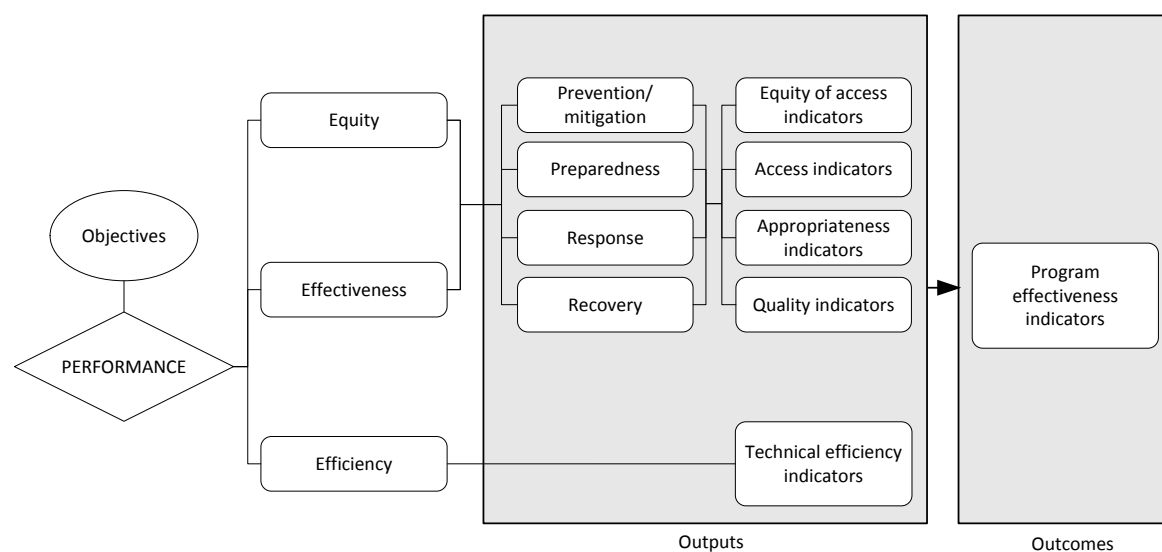 Objectives
PERFORMANCE
Equity
Effectiveness
Efficiency
Prevention/
mitigation
Preparedness
Response
Recovery
Equity of access
indicators
Access indicators
Appropriateness
indicators
Quality indicators
Technical efficiency
indicators
Outputs
Program
effectiveness
indicators
Outcomes